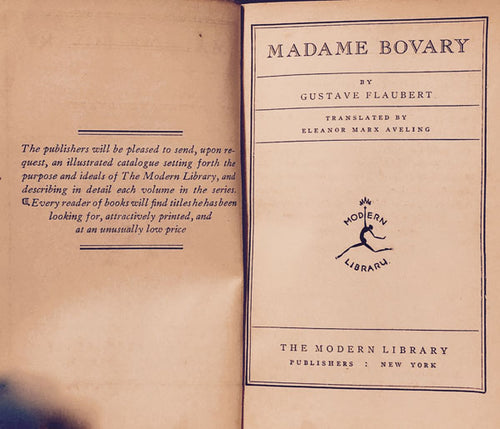 The publishers will be pleased to send, upon re-
quest, an illustrated catalogue setting forth the
purpose and ideals of The Modern Library, and
describing in detail each volume in the series.
⁋Every reader of books will find titles he has been
looking for, attractively printed, and
at an unusually low price
MADAME BOVARY
BY
GUSTAVE FLAUBERT
TRANSLATED BY
ELEANOR MARX AVELING
MODERN
LIBRARY
THE MODERN LIBRARY
PUBLISHERS : NEW YORK